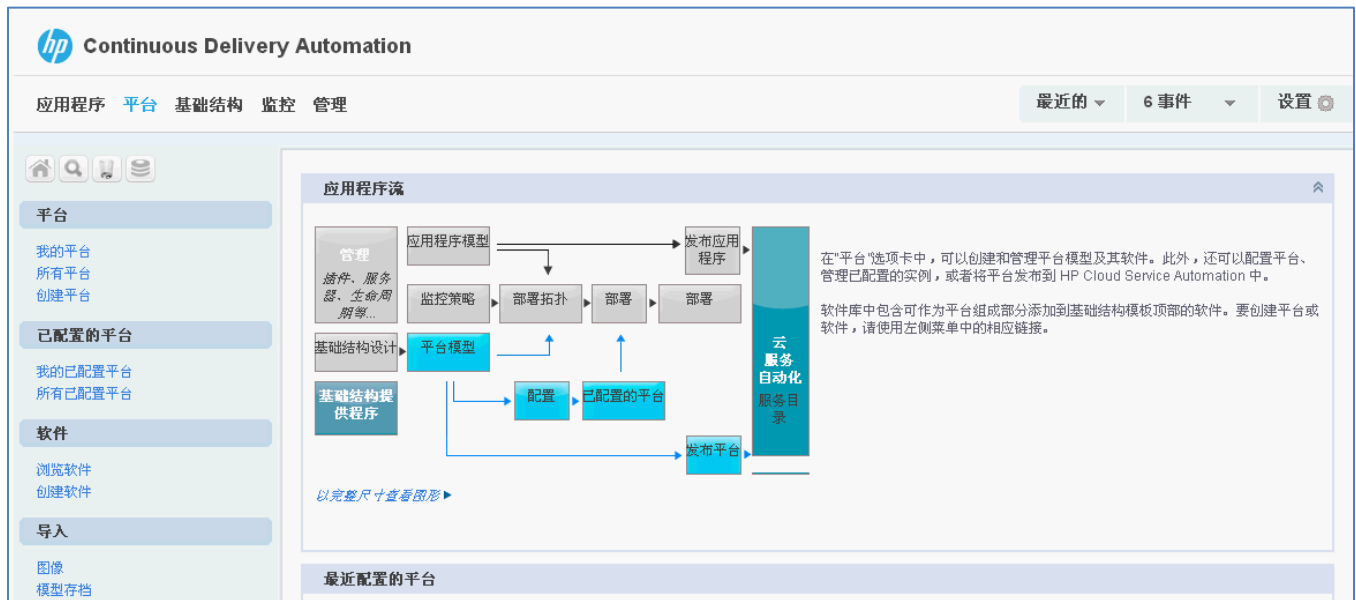 hp Continuous Delivery Automation
应用程序 平台 基础结构 监控 管理
最近的 6 事件 设置
平台
我的平台
所有平台
创建平台
已配置的平台
我的已配置平台
所有已配置平台
软件
浏览软件
创建软件
导入
图像
模型存档
应用程序流
管理
插件、服务
器、生命周
期等...
应用程序模型
发布应用
程序
监控策略
部署拓扑
部署
部署
基础结构设计
平台模型
基础结构提
供程序
配置
已配置的平台
发布平台
云
服务
自动化
服务目
录
以完整尺寸查看图形
在"平台"选项卡中，可以创建和管理平台模型及其软件。此外，还可以配置平台、
管理已配置的实例，或者将平台发布到 HP Cloud Service Automation 中。
软件库中包含可作为平台组成部分添加到基础结构模板顶部的软件。要创建平台或
软件，请使用左侧菜单中的相应链接。
最近配置的平台